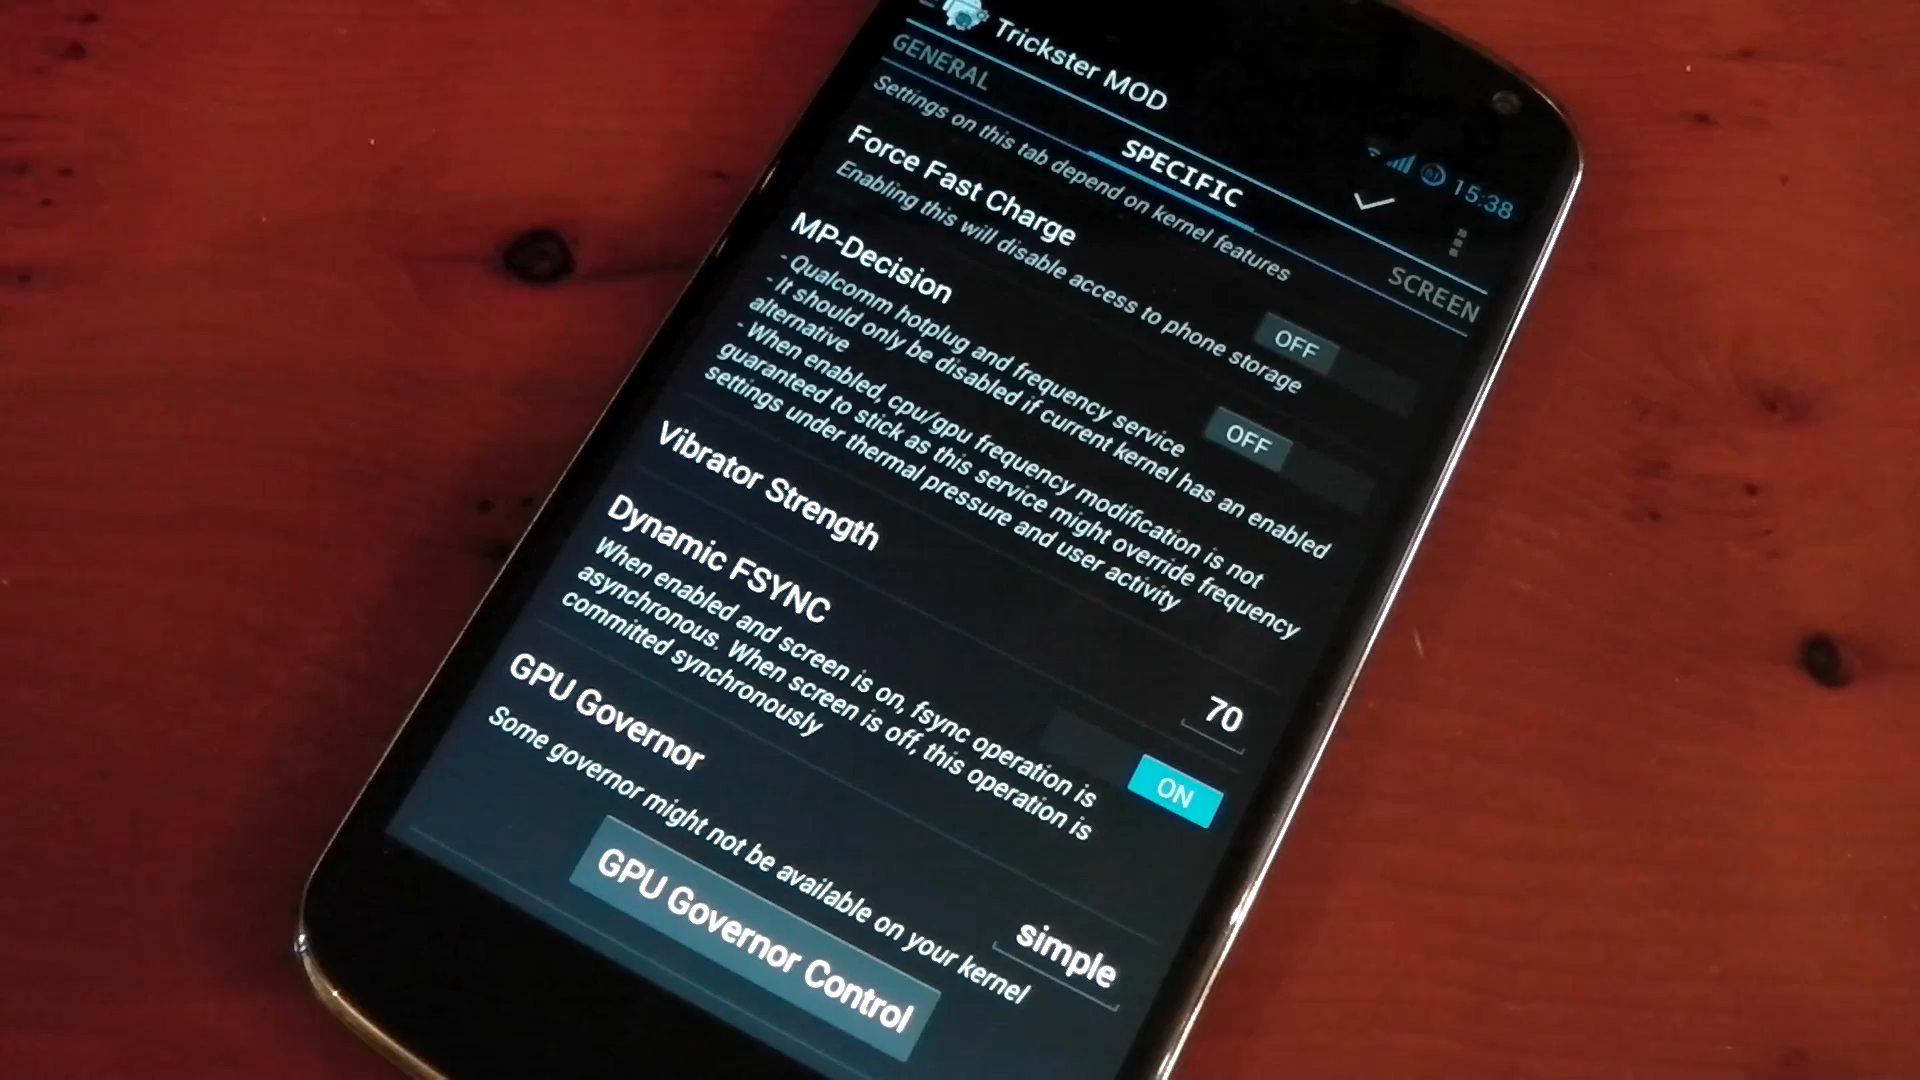 Trickster MOD
61 15:38
GENERAL
SPECIFIC
SCREEN
Settings on this tab depend on kernel features
Force Fast Charge
Enabling this will disable access to phone storage
OFF
MP-Decision
- Qualcomm hotplug and frequency service
- It should only be disabled if current kernel has an enabled
alternative
- When enabled, cpu/gpu frequency modification is not
guaranteed to stick as this service might override frequency
settings under thermal pressure and user activity
OFF
Vibrator Strength
70
Dynamic FSYNC
When enabled and screen is on, fsync operation is
asynchronous. When screen is off, this operation is
committed synchronously
ON
GPU Governor
Some governor might not be available on your kernel
simple
GPU Governor Control